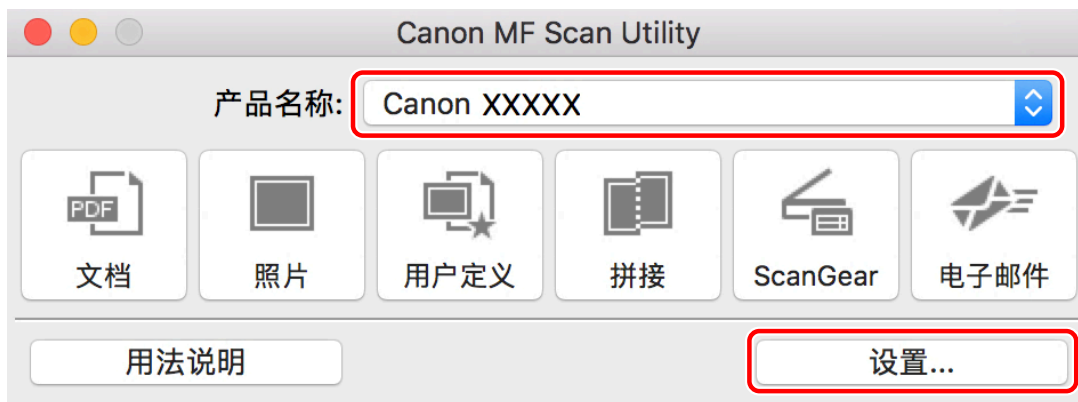 Canon MF Scan Utility
产品名称: Canon XXXXX
PDF
文档 照片 用户定义 拼接 ScanGear 电子邮件
用法说明 设置...